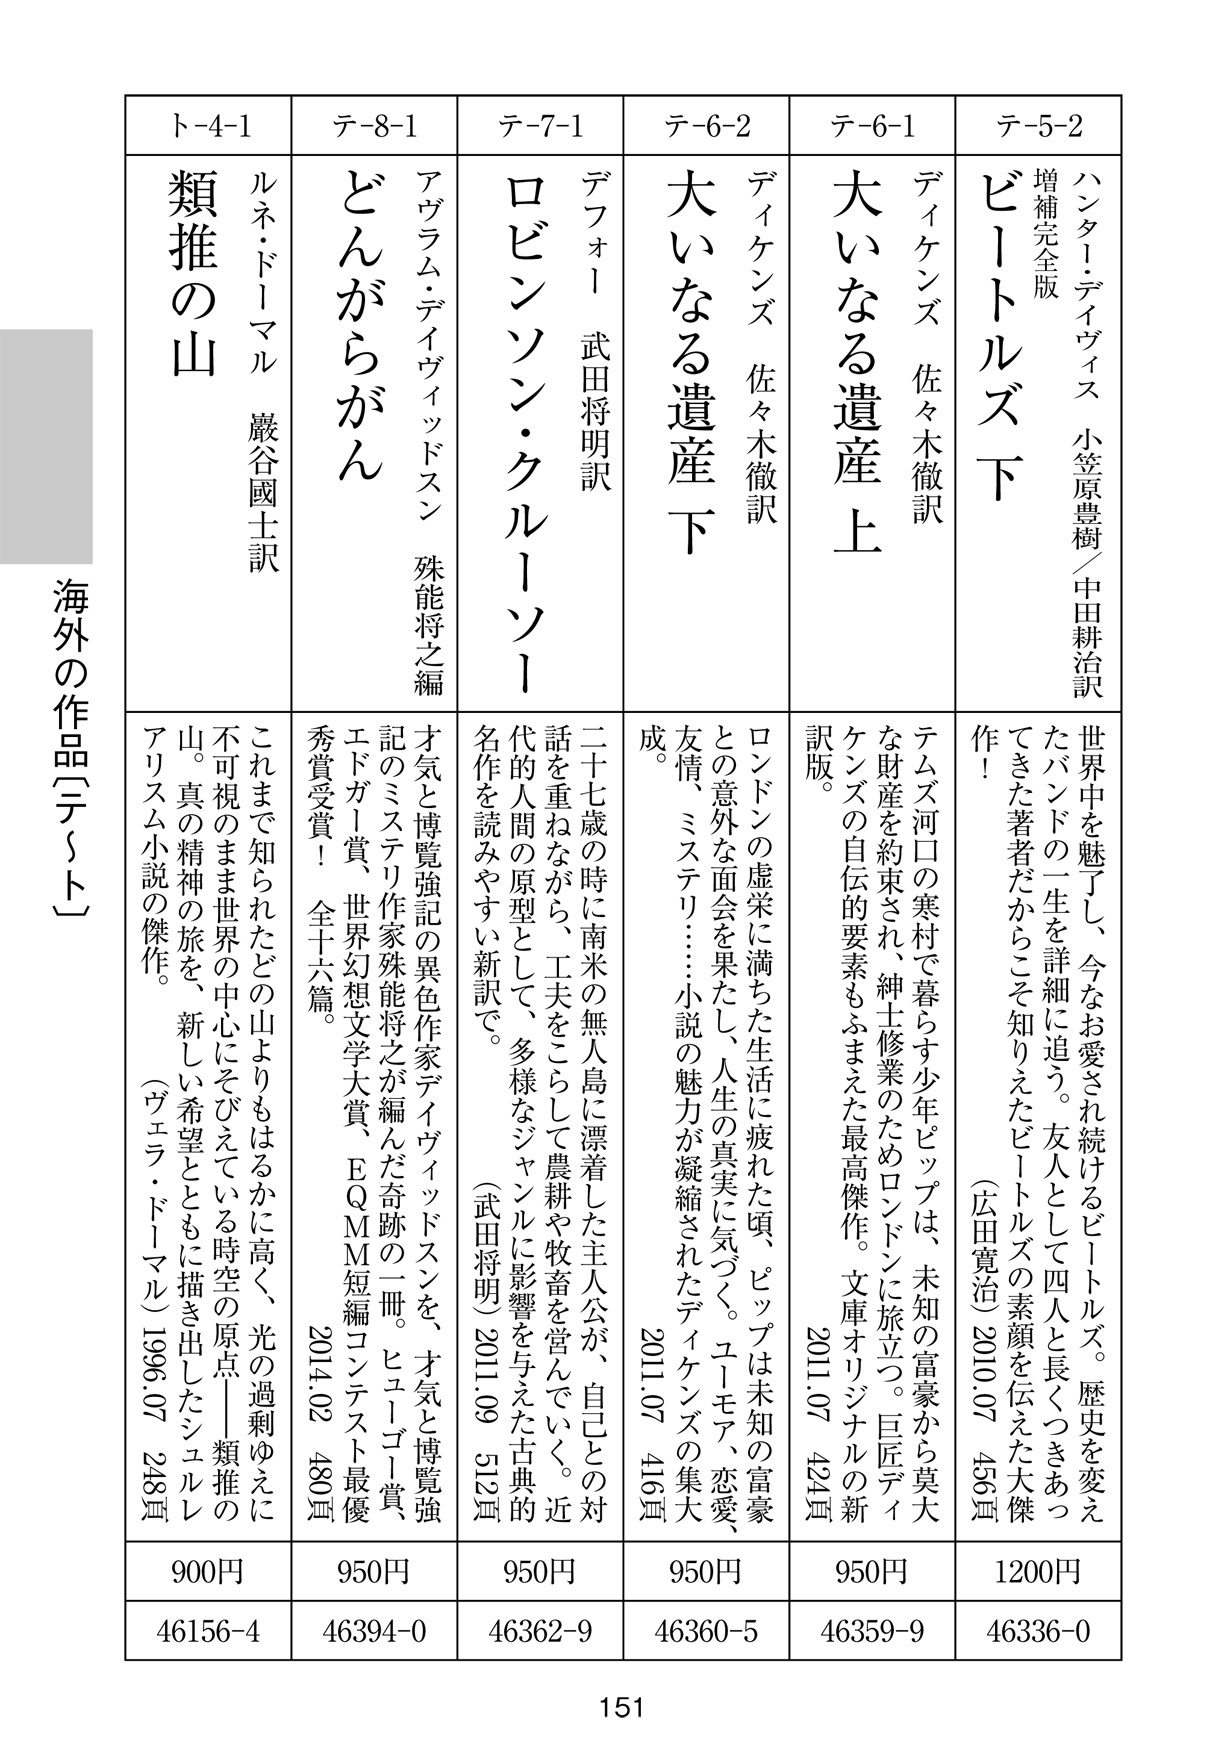 テ-5-2
ハンター・デイヴィス　小笠原豊樹／中田耕治訳
増補完全版
ビートルズ 下
世界中を魅了し、今なお愛され続けるビートルズ。歴史を変え
たバンドの一生を詳細に追う。友人として四人と長くつきあっ
てきた著者だからこそ知りえたビートルズの素顔を伝えた大傑
作！　（広田寛治）2010.07　456頁
1200円
46336-0
テ-6-1
ディケンズ　佐々木徹訳
大いなる遺産 上
テムズ河口の寒村で暮らす少年ピップは、未知の富豪から莫大
な財産を約束され、紳士修業のためロンドンに旅立つ。巨匠ディ
ケンズの自伝的要素もふまえた最高傑作。文庫オリジナルの新
訳版。　2011.07　424頁
950円
46359-9
テ-6-2
ディケンズ　佐々木徹訳
大いなる遺産 下
ロンドンの虚栄に満ちた生活に疲れた頃、ピップは未知の富豪
との意外な面会を果たし、人生の真実に気づく。ユーモア、恋愛、
友情、ミステリ……小説の魅力が凝縮されたディケンズの集大
成。　2011.07　416頁
950円
46360-5
テ-7-1
デフォー　武田将明訳
ロビンソン・クルーソー
二十七歳の時に南米の無人島に漂着した主人公が、自己との対
話を重ねながら、工夫をこらして農耕や牧畜を営んでいく。近
代的人間の原型として、多様なジャンルに影響を与えた古典的
名作を読みやすい新訳で。　（武田将明）2011.09　512頁
950円
46362-9
テ-8-1
アヴラム・デイヴィッドスン　殊能将之編
どんがらがん
才気と博覧強記の異色作家デイヴィッドスンを、才気と博覧強
記のミステリ作家殊能将之が編んだ奇跡の一冊。ヒューゴー賞、
エドガー賞、世界幻想文学大賞、ＥＱＭＭ短編コンテスト最優
秀賞受賞！　全十六篇。　2014.02　480頁
950円
46394-0
ト-4-1
ルネ・ドーマル　巖谷國士訳
類推の山
これまで知られたどの山よりもはるかに高く、光の過剰ゆえに
不可視のまま世界の中心にそびえている時空の原点――類推の
山。真の精神の旅を、新しい希望とともに描き出したシュルレ
アリスム小説の傑作。　（ヴェラ・ドーマル）1996.07　248頁
900円
46156-4
海外の作品〔テ～ト〕
151